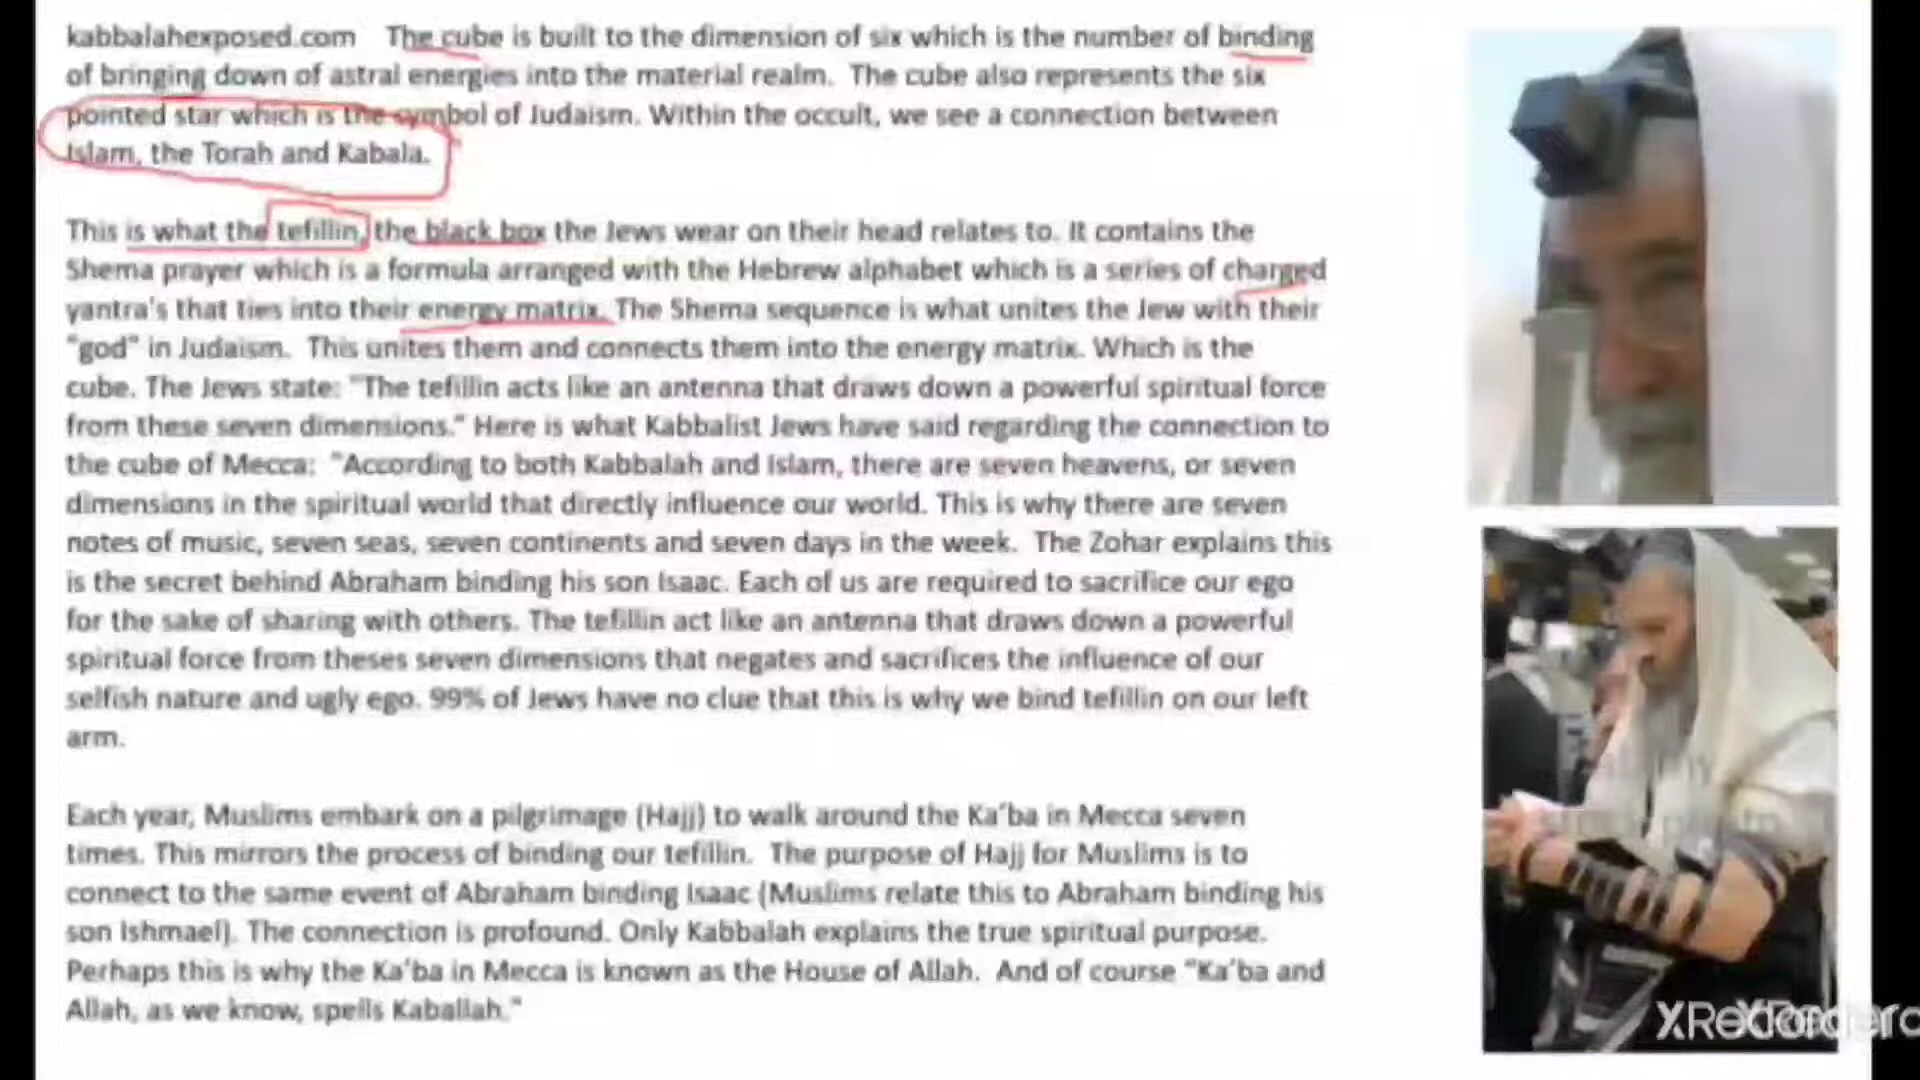 kabbalahexposed.com The cube is built to the dimension of six which is the number of binding
of bringing down of astral energies into the material realm. The cube also represents the six
pointed star which is the symbol of Judaism. Within the occult, we see a connection between
Islam, the Torah and Kabala.
This is what the tefillin, the black box the Jews wear on their head relates to. It contains the
Shema prayer which is a formula arranged with the Hebrew alphabet which is a series of charged
yantra's that ties into their energy matrix. The Shema sequence is what unites the Jew with their
"god" in Judaism. This unites them and connects them into the energy matrix. Which is the
cube. The Jews state: "The tefillin acts like an antenna that draws down a powerful spiritual force
from these seven dimensions." Here is what Kabbalist Jews have said regarding the connection to
the cube of Mecca: "According to both Kabbalah and Islam, there are seven heavens, or seven
dimensions in the spiritual world that directly influence our world. This is why there are seven
notes of music, seven seas, seven continents and seven days in the week. The Zohar explains this
is the secret behind Abraham binding his son Isaac. Each of us are required to sacrifice our ego
for the sake of sharing with others. The tefillin act like an antenna that draws down a powerful
spiritual force from theses seven dimensions that negates and sacrifices the influence of our
selfish nature and ugly ego. 99% of Jews have no clue that this is why we bind tefillin on our left
arm.
Each year, Muslims embark on a pilgrimage (Hajj) to walk around the Ka'ba in Mecca seven
times. This mirrors the process of binding our tefillin. The purpose of Hajj for Muslims is to
connect to the same event of Abraham binding Isaac (Muslims relate this to Abraham binding his
son Ishmael). The connection is profound. Only Kabbalah explains the true spiritual purpose.
Perhaps this is why the Ka'ba in Mecca is known as the House of Allah. And of course "Ka'ba and
Allah, as we know, spells Kaballah."